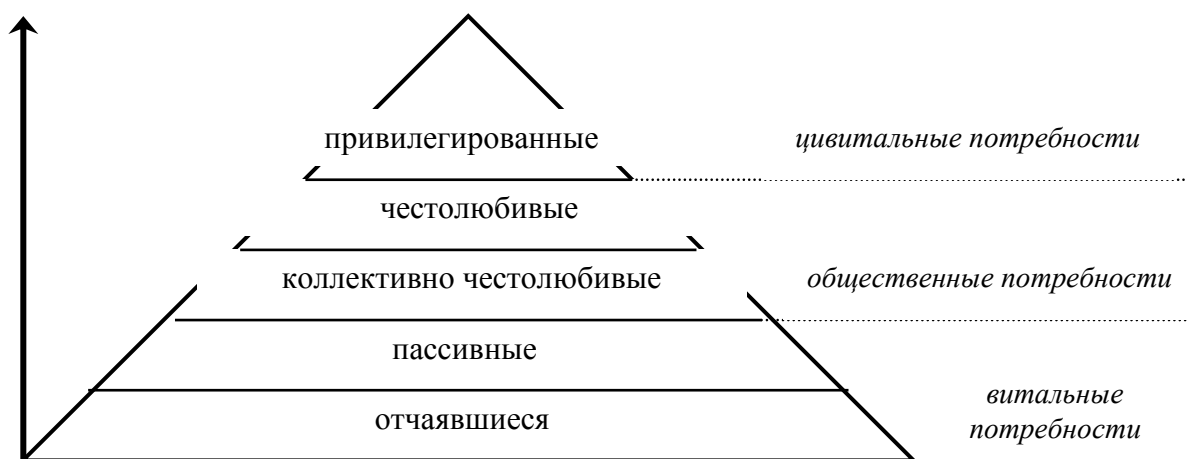 привилегированные
цивитальные потребности
честолюбивые
коллективно честолюбивые
общественные потребности
пассивные
отчаявшиеся
витальные
потребности